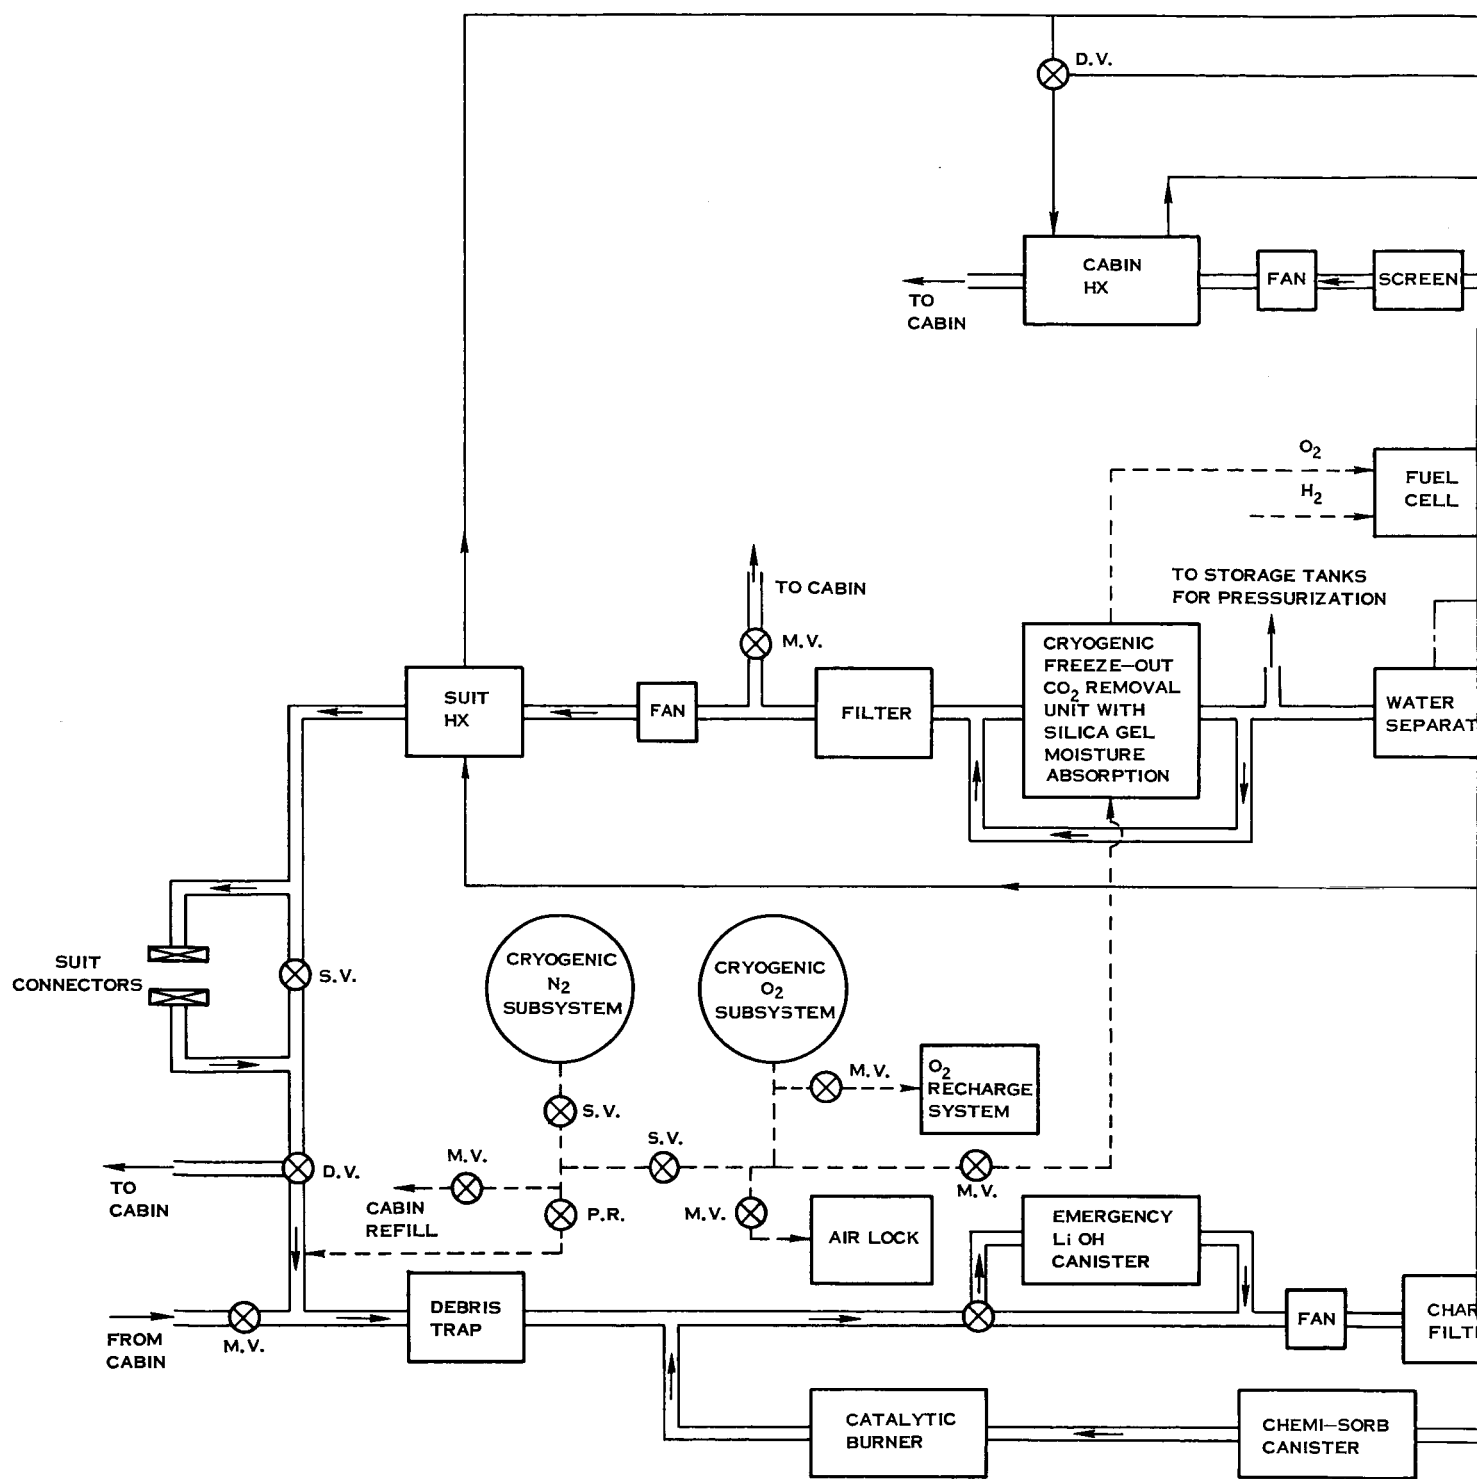 D.V.
CABIN
HX
FAN
SCREEN
TO
CABIN
O2
H2
FUEL
CELL
TO CABIN
TO STORAGE TANKS
FOR PRESSURIZATION
M.V.
SUIT
HX
FAN
FILTER
CRYOGENIC
FREEZE-OUT
CO2 REMOVAL
UNIT WITH
SILICA GEL
MOISTURE
ABSORPTION
WATER
SEPARAT
SUIT
CONNECTORS
S.V.
CRYOGENIC
N2
SUBSYSTEM
CRYOGENIC
O2
SUBSYSTEM
M.V.
O2
RECHARGE
SYSTEM
S.V.
S.V.
M.V.
D.V.
TO
CABIN
CABIN
REFILL
P.R.
M.V.
AIR LOCK
M.V.
EMERGENCY
Li OH
CANISTER
FROM
CABIN
M.V.
DEBRIS
TRAP
FAN
CHAR
FILT
CATALYTIC
BURNER
CHEMI-SORB
CANISTER